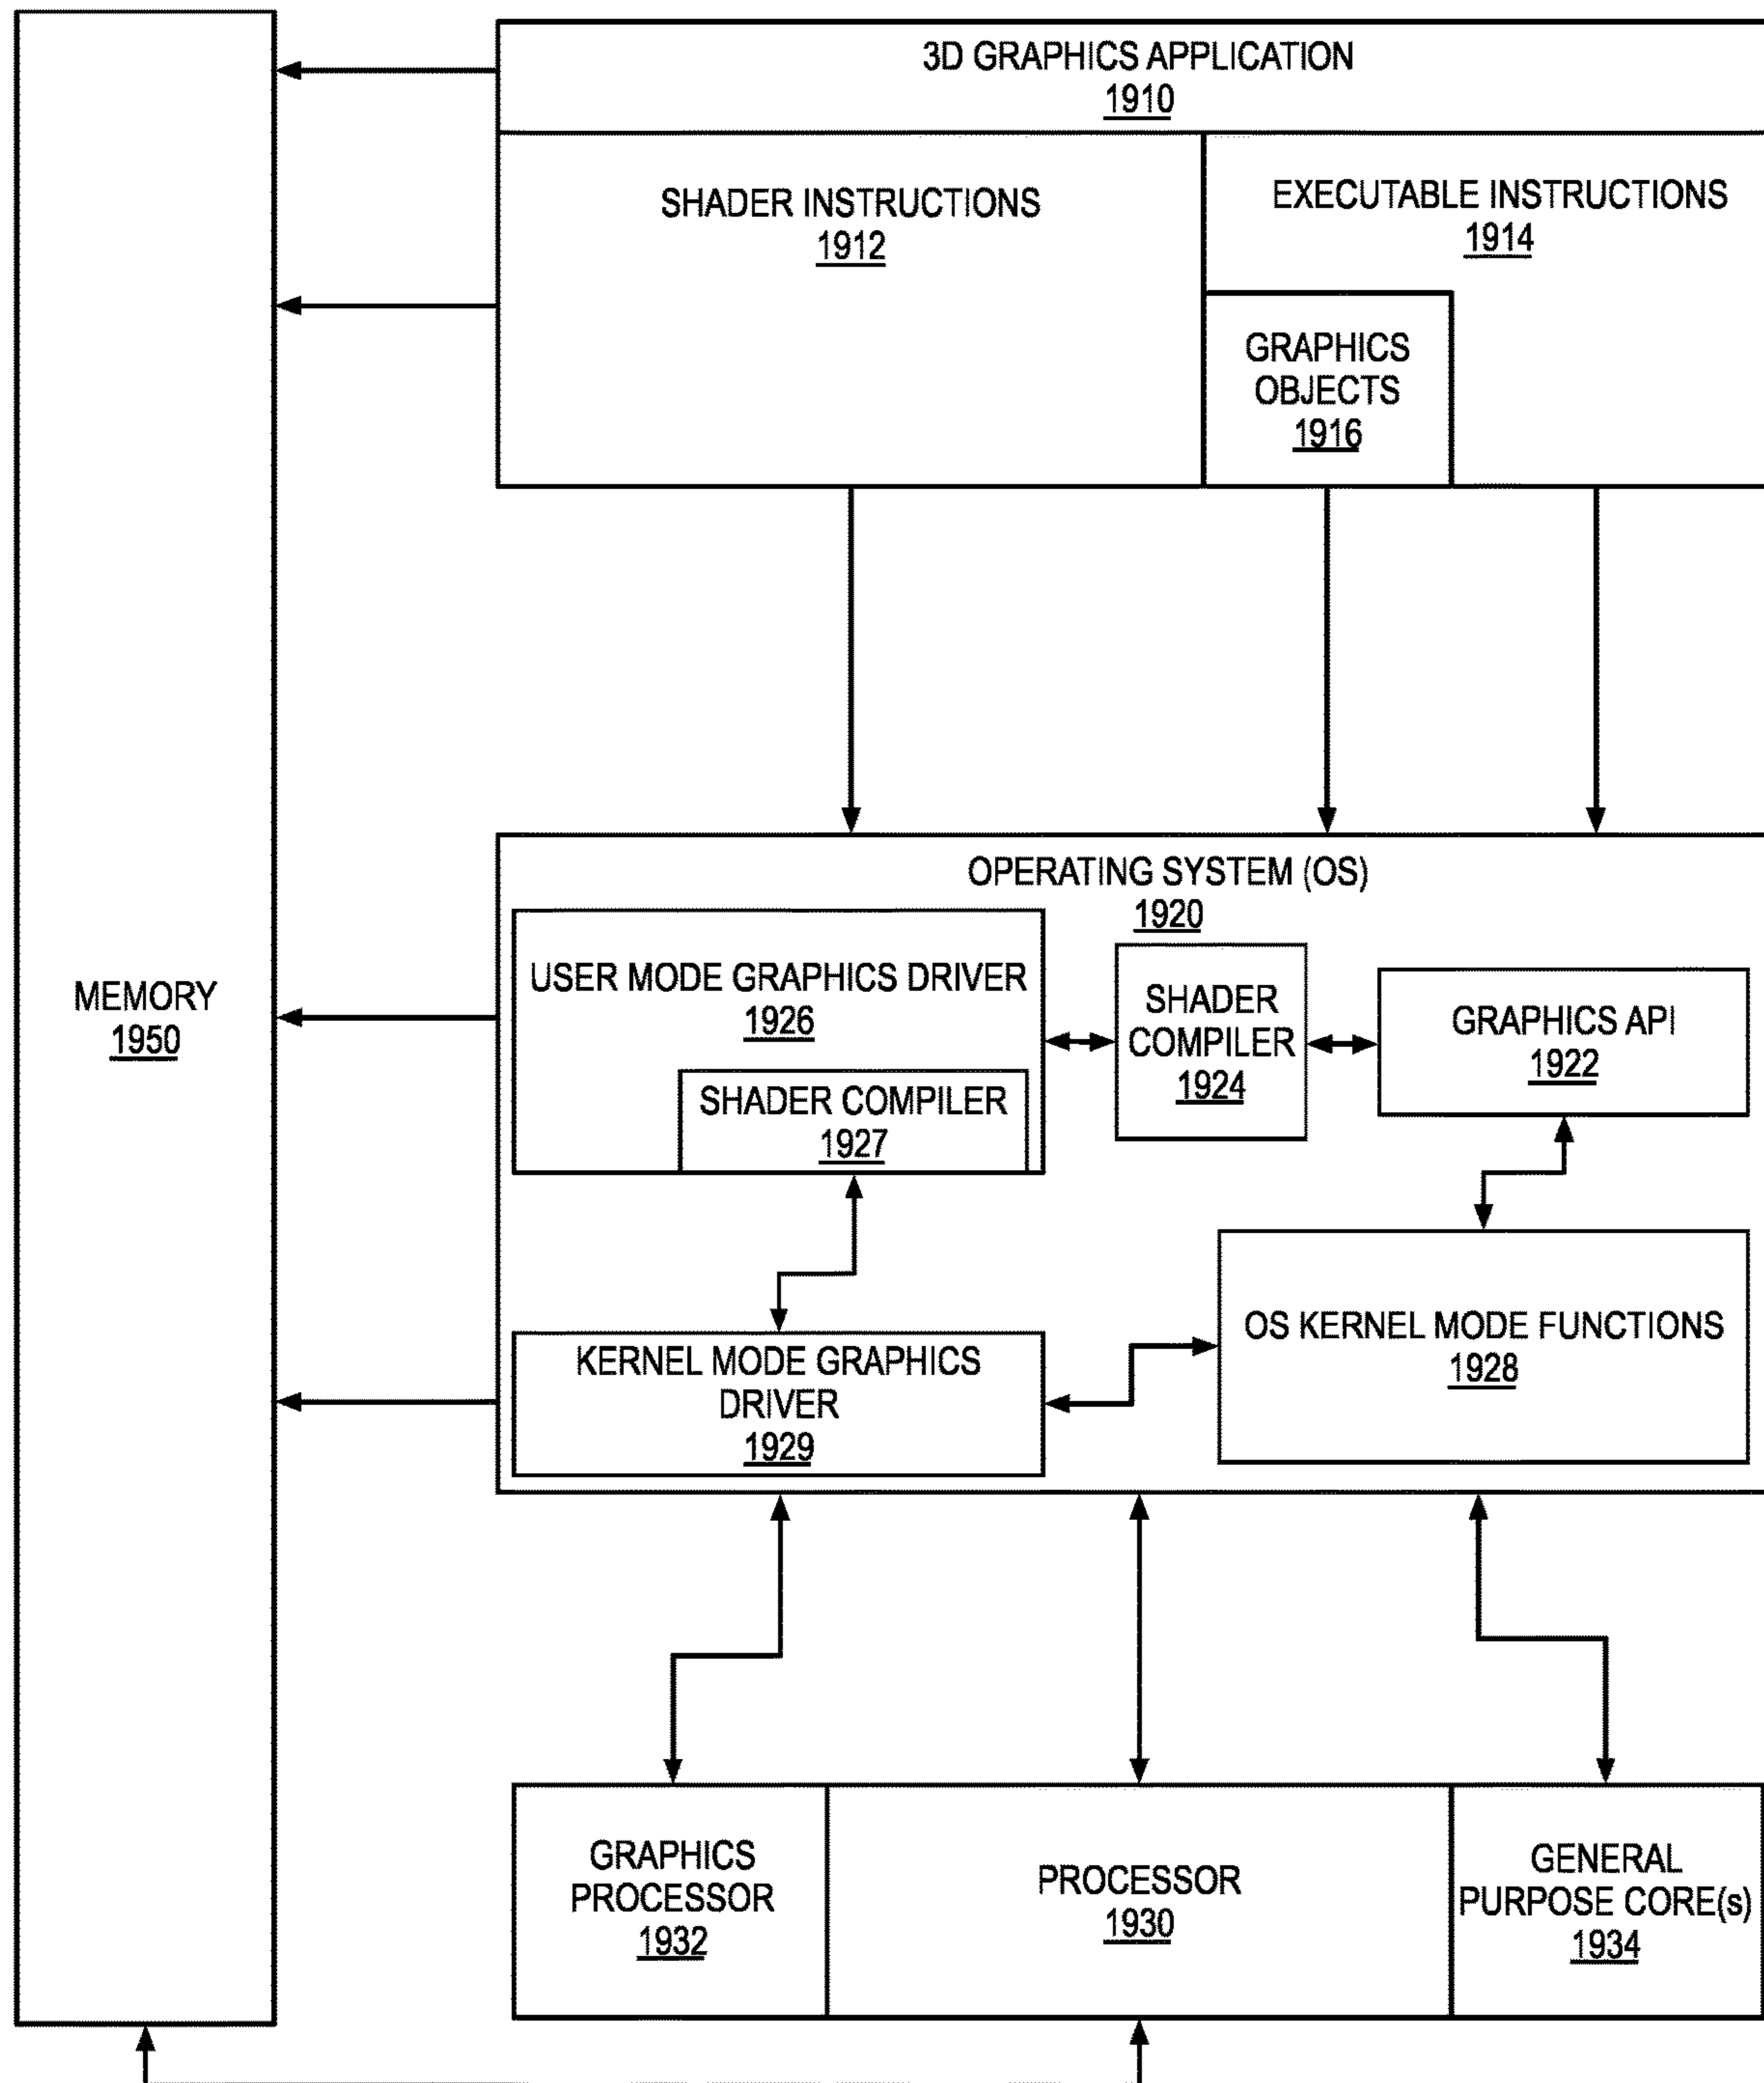 3D GRAPHICS APPLICATION
1910
SHADER INSTRUCTIONS
1912
EXECUTABLE INSTRUCTIONS
1914
GRAPHICS
OBJECTS
1916
OPERATING SYSTEM (OS)
1920
USER MODE GRAPHICS DRIVER
1926
SHADER COMPILER
1927
SHADER
COMPILER
1924
GRAPHICS API
1922
MEMORY
1950
KERNEL MODE GRAPHICS
DRIVER
1929
OS KERNEL MODE FUNCTIONS
1928
GRAPHICS
PROCESSOR
1932
PROCESSOR
1930
GENERAL
PURPOSE CORE(s)
1934